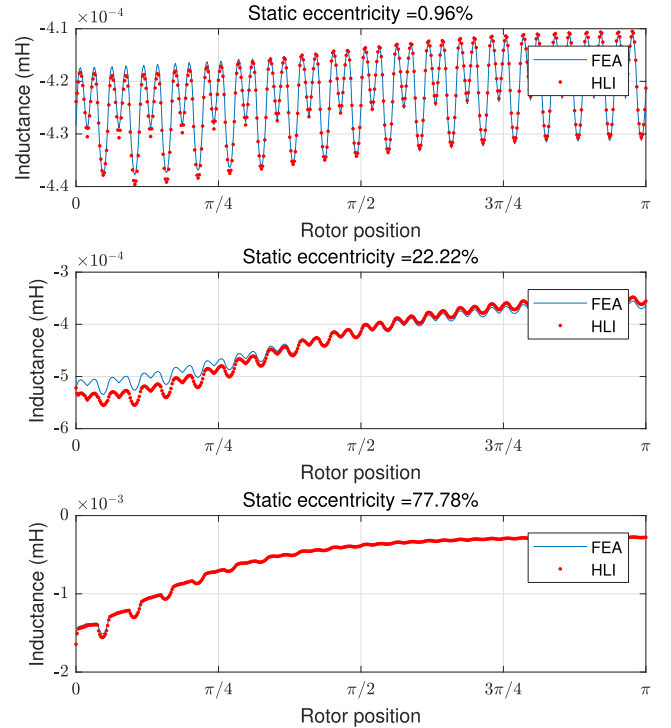 Static eccentricity =0.96%
×10⁻⁴
-4.1
-4.2
-4.3
-4.4
Inductance (mH)
FEA
HLI
0 π/4 π/2 3π/4 π
Rotor position
Static eccentricity =22.22%
×10⁻⁴
-3
-4
-5
-6
Inductance (mH)
FEA
HLI
0 π/4 π/2 3π/4 π
Rotor position
Static eccentricity =77.78%
×10⁻³
0
-1
-2
Inductance (mH)
FEA
HLI
0 π/4 π/2 3π/4 π
Rotor position